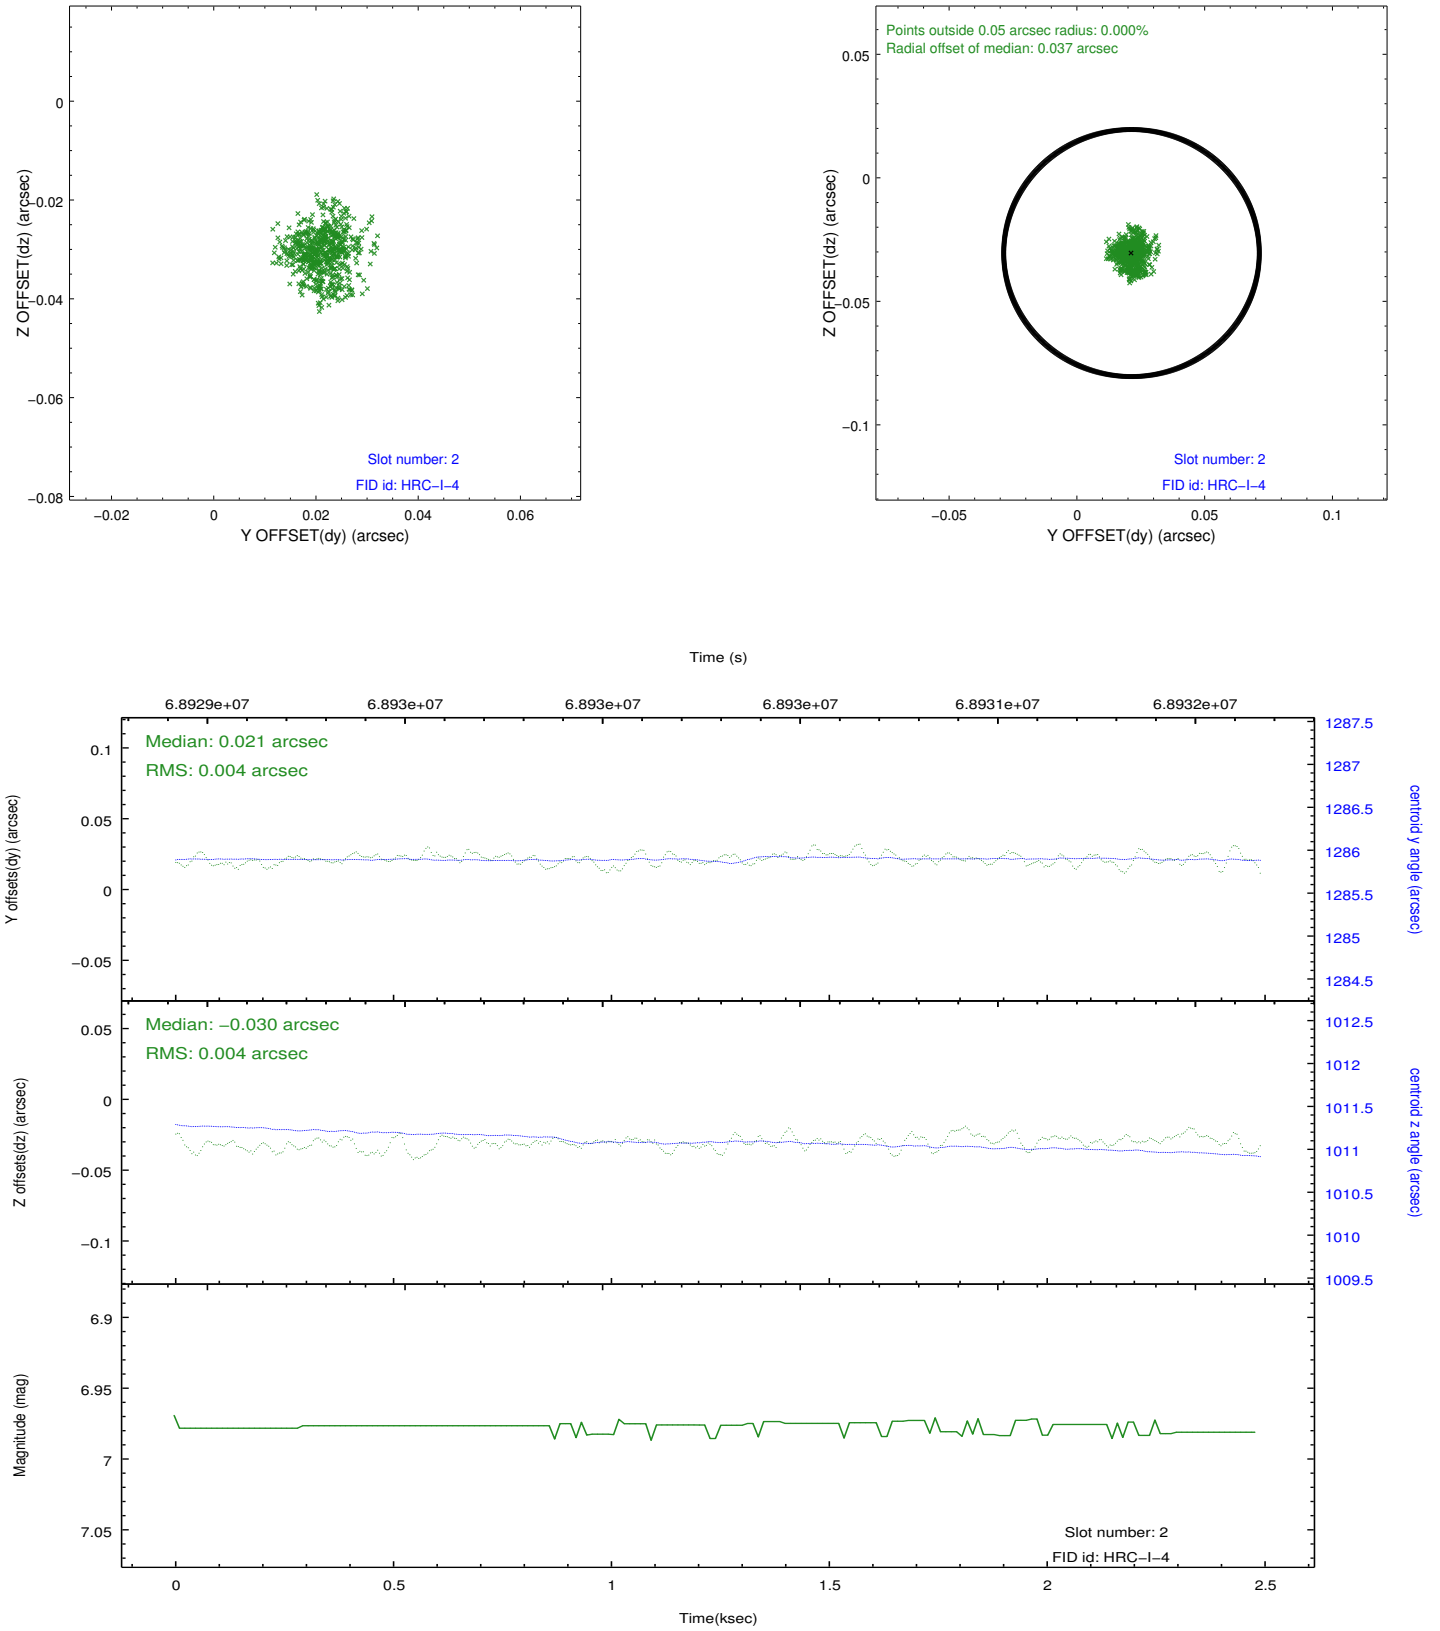 0
−0.02
−0.04
−0.06
−0.08
Z OFFSET(dz) (arcsec)
Slot number: 2
FID id: HRC−I−4
−0.02
0
0.02
0.04
0.06
Y OFFSET(dy) (arcsec)
Points outside 0.05 arcsec radius: 0.000%
Radial offset of median: 0.037 arcsec
0.05
0
−0.05
−0.1
Z OFFSET(dz) (arcsec)
Slot number: 2
FID id: HRC−I−4
−0.05
0
0.05
0.1
Y OFFSET(dy) (arcsec)
Time (s)
6.8929e+07
6.893e+07
6.893e+07
6.893e+07
6.8931e+07
6.8932e+07
Median: 0.021 arcsec
RMS: 0.004 arcsec
0.1
0.05
0
−0.05
Y offsets(dy) (arcsec)
1287.5
1287
1286.5
1286
1285.5
1285
1284.5
centroid y angle (arcsec)
Median: −0.030 arcsec
RMS: 0.004 arcsec
0.05
0
−0.05
−0.1
Z offsets(dz) (arcsec)
1012.5
1012
1011.5
1011
1010.5
1010
1009.5
centroid z angle (arcsec)
6.9
6.95
7
7.05
Magnitude (mag)
Slot number: 2
FID id: HRC−I−4
0
0.5
1
1.5
2
2.5
Time(ksec)